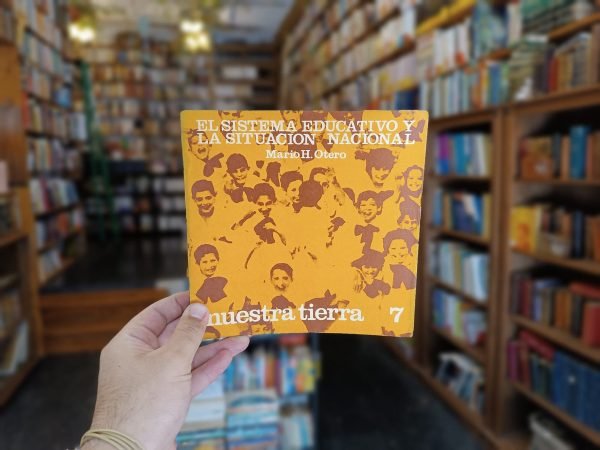 EL SISTEMA EDUCATIVO Y
LA SITUACION NACIONAL
Mario H. Otero
nuestra tierra 7